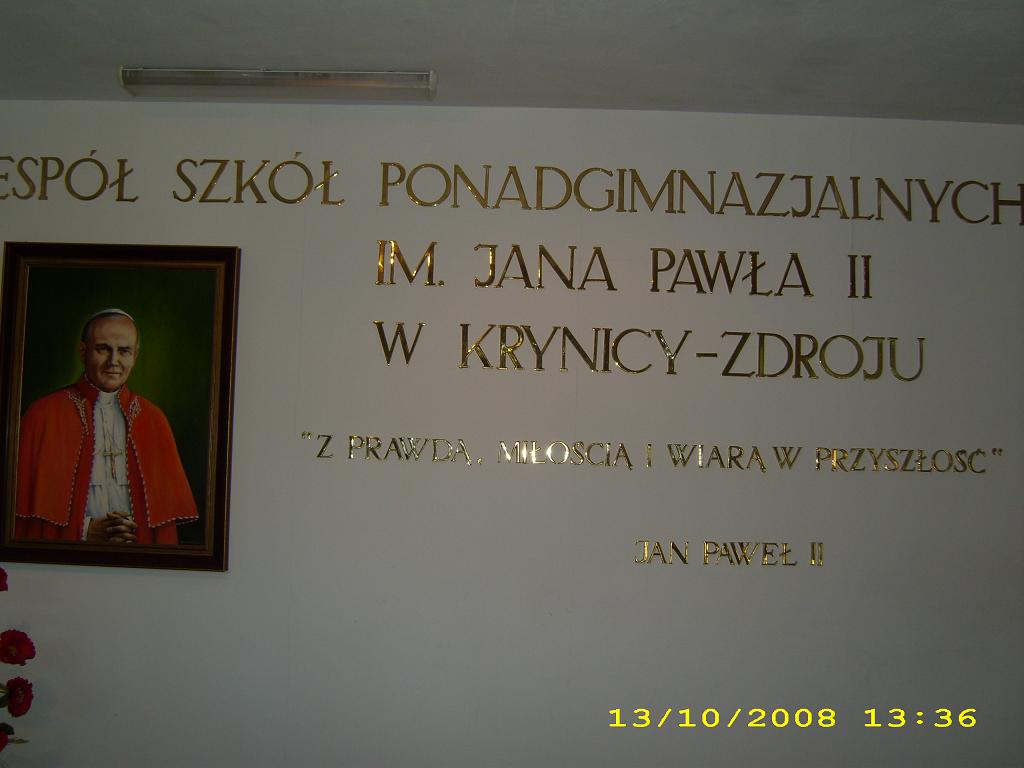 ESPÓŁ SZKÓŁ PONADGIMNAZJALNYCH
IM. JANA PAWŁA II
W KRYNICY-ZDROJU
"Z PRAWDĄ, MIŁOŚCIĄ I WIARĄ W PRZYSZŁOŚĆ"
JAN PAWEŁ II
13/10/2008 13:36